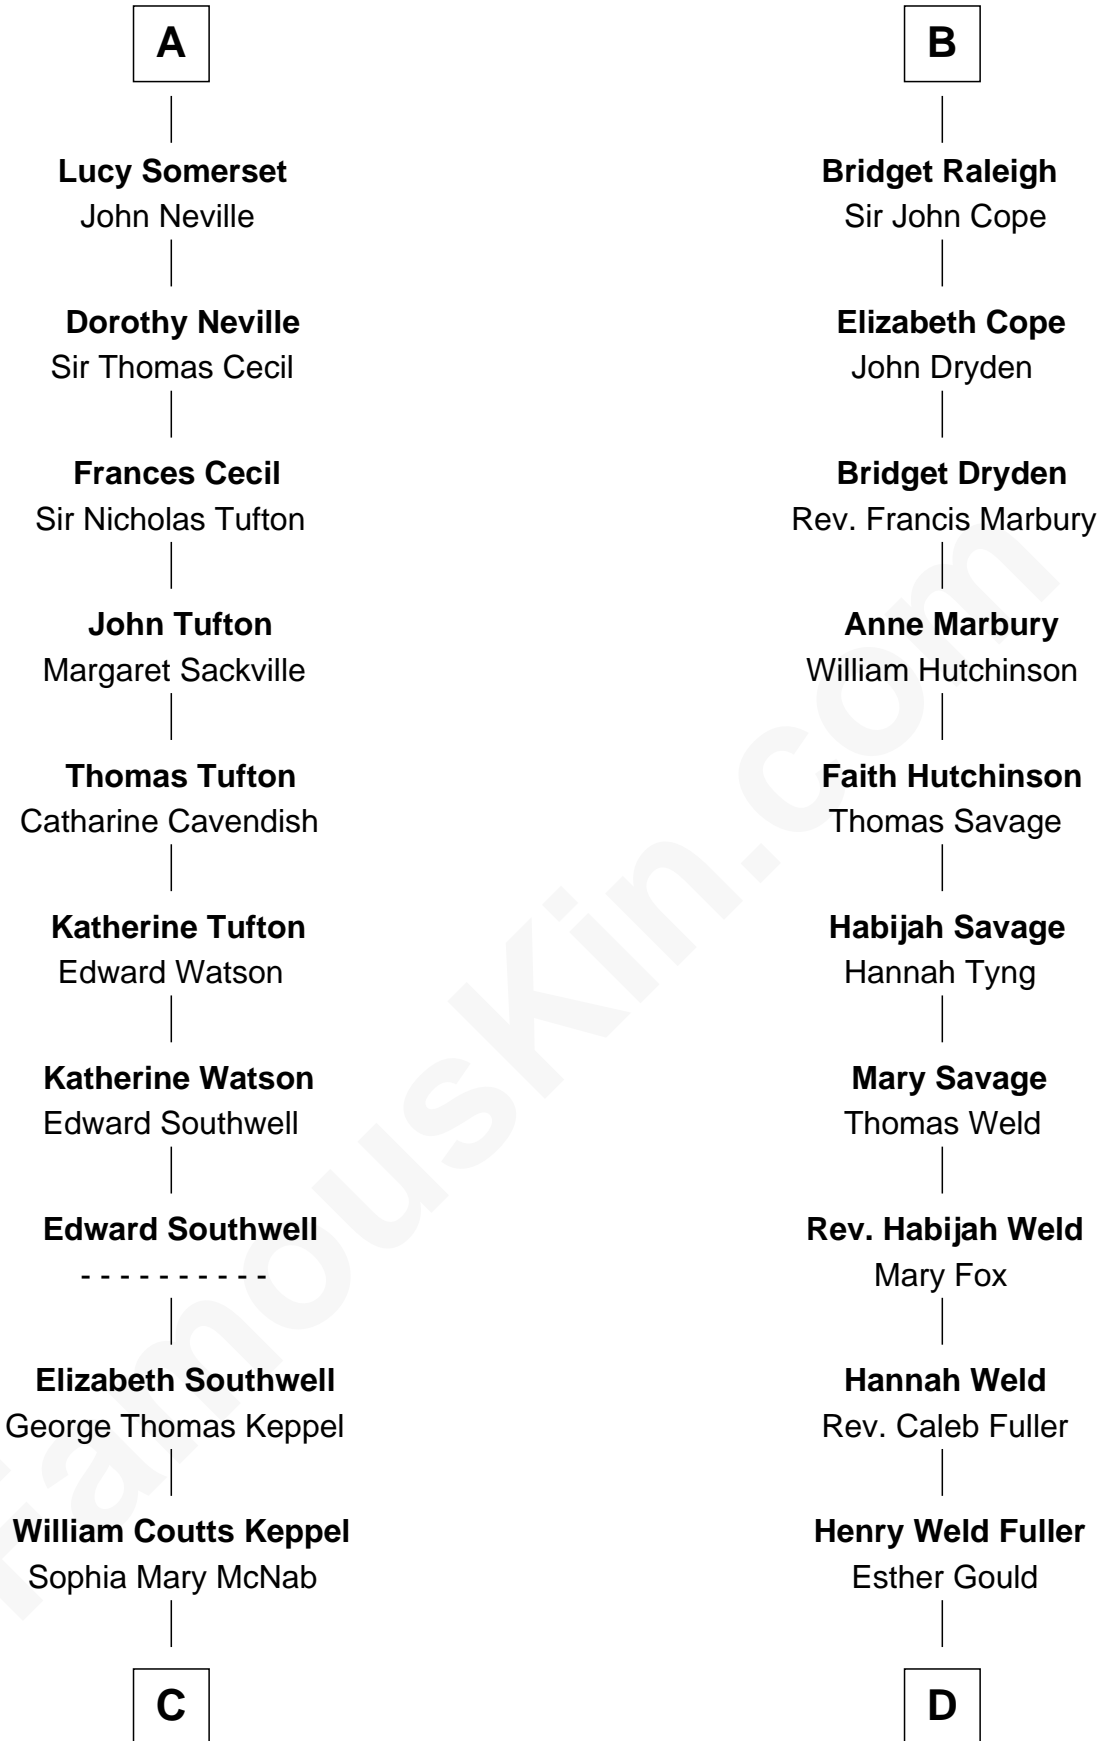 A
Lucy Somerset
John Neville
Dorothy Neville
Sir Thomas Cecil
Frances Cecil
Sir Nicholas Tufton
John Tufton
Margaret Sackville
Thomas Tufton
Catharine Cavendish
Katherine Tufton
Edward Watson
Katherine Watson
Edward Southwell
Edward Southwell
- - - - - - - - - -
Elizabeth Southwell
George Thomas Keppel
William Coutts Keppel
Sophia Mary McNab
C
B
Bridget Raleigh
Sir John Cope
Elizabeth Cope
John Dryden
Bridget Dryden
Rev. Francis Marbury
Anne Marbury
William Hutchinson
Faith Hutchinson
Thomas Savage
Habijah Savage
Hannah Tyng
Mary Savage
Thomas Weld
Rev. Habijah Weld
Mary Fox
Hannah Weld
Rev. Caleb Fuller
Henry Weld Fuller
Esther Gould
D
FamousKin.com